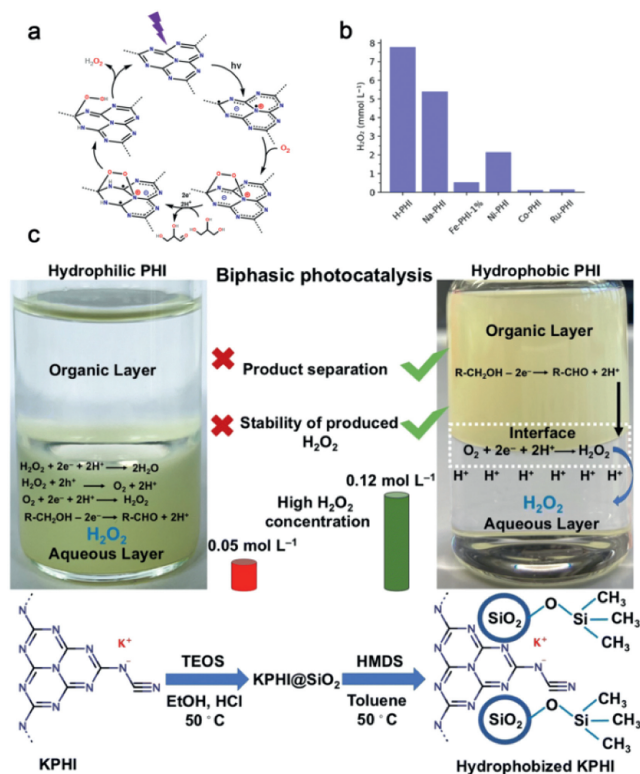 a
H₂O₂
hν
O₂
2e⁻
2H⁺
b
H₂O₂ (mmol L⁻¹)
8
7
6
5
4
3
2
1
0
H-PHI
Na-PHI
Fe-PHI-1%
Ni-PHI
Co-PHI
Ru-PHI
c
Hydrophilic PHI
Biphasic photocatalysis
Hydrophobic PHI
Organic Layer
H₂O₂ + 2e⁻ + 2H⁺ → 2H₂O
H₂O₂ + 2h⁺ → O₂ + 2H⁺
O₂ + 2e⁻ + 2H⁺ → H₂O₂
R-CH₂OH – 2e⁻ → R-CHO + 2H⁺
H₂O₂
Aqueous Layer
Product separation
Stability of produced
H₂O₂
High H₂O₂
concentration
0.05 mol L⁻¹
0.12 mol L⁻¹
Organic Layer
R-CH₂OH – 2e⁻ → R-CHO + 2H⁺
Interface
O₂ + 2e⁻ + 2H⁺ → H₂O₂
H⁺ H⁺ H⁺ H⁺ H⁺ H⁺
H₂O₂
Aqueous Layer
K⁺
KPHI
TEOS
EtOH, HCl
50 °C
KPHI@SiO₂
HMDS
Toluene
50 °C
SiO₂
O
Si
CH₃
CH₃
CH₃
K⁺
SiO₂
O
Si
CH₃
CH₃
CH₃
Hydrophobized KPHI